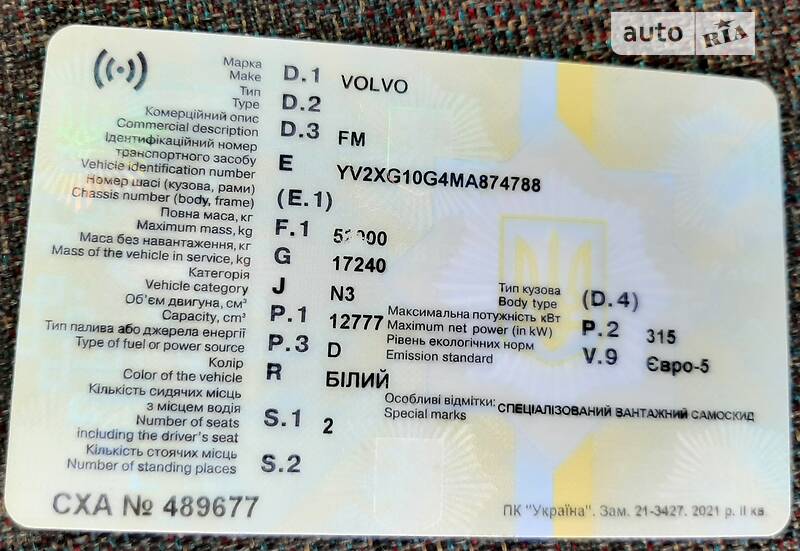 auto RIA
Марка
Make D.1 VOLVO
Тип
Type D.2
Комерційний опис
Commercial description D.3 FM
Ідентифікаційний номер
транспортного засобу
Vehicle identification number E YV2XG10G4MA874788
Номер шасі (кузова, рами)
Chassis number (body, frame) (E.1)
Повна маса, кг
Maximum mass, kg F.1
Маса без навантаження, кг
Mass of the vehicle in service, kg G 17240
Категорія
Vehicle category J N3
Тип кузова
Body type (D.4)
Об'єм двигуна, см³
Capacity, cm³ P.1 12777
Максимальна потужність кВт
Maximum net power (in kW) P.2 315
Тип палива або джерела енергії
Type of fuel or power source P.3 D
Рівень екологічних норм
Emission standard V.9 Євро-5
Колір
Color of the vehicle R БІЛИЙ
Кількість сидячих місць
з місцем водія
Number of seats
including the driver's seat S.1 2
Особливі відмітки:
Special marks СПЕЦІАЛІЗОВАНИЙ ВАНТАЖНИЙ САМОСКИД
Кількість стоячих місць
Number of standing places S.2
СХА № 489677
ПК "Україна". Зам. 21-3427. 2021 р. II кв.